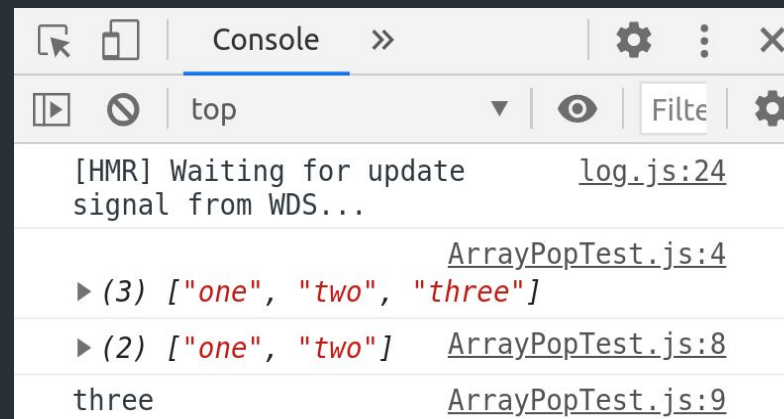 Console »
top Filte
[HMR] Waiting for update log.js:24
signal from WDS...
ArrayPopTest.js:4
(3) ["one", "two", "three"]
(2) ["one", "two"] ArrayPopTest.js:8
three ArrayPopTest.js:9